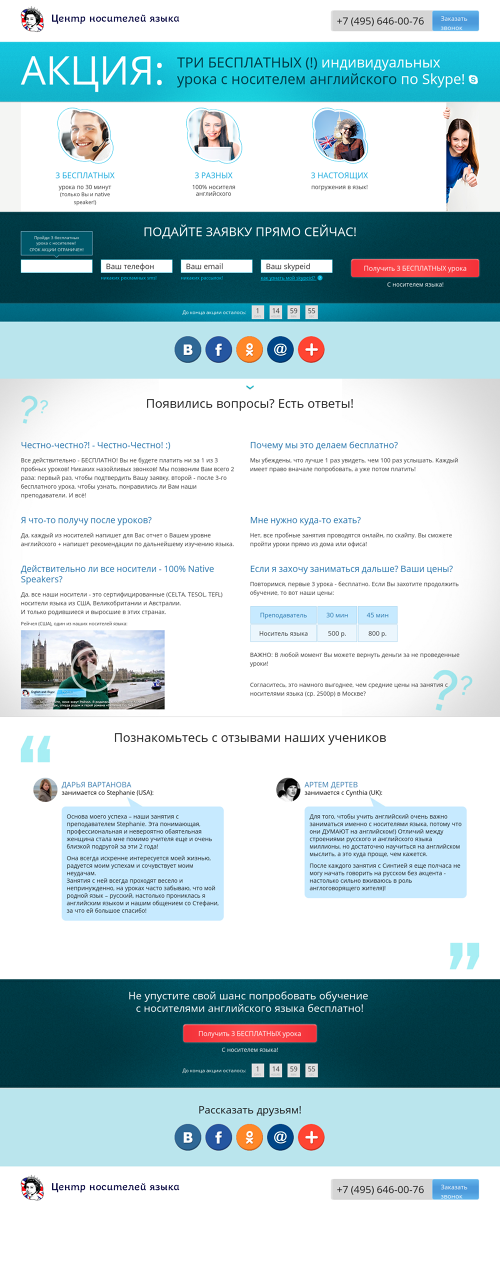 Центр носителей языка
+7 (495) 646-00-76
Заказать
звонок
АКЦИЯ:
ТРИ БЕСПЛАТНЫХ (!) индивидуальных
урока с носителем английского по Skype!
3 БЕСПЛАТНЫХ
урока по 30 минут
(только Вы и native
speaker!)
3 РАЗНЫХ
100% носителя
английского
3 НАСТОЯЩИХ
погружения в язык!
ПОДАЙТЕ ЗАЯВКУ ПРЯМО СЕЙЧАС!
Пройди 3 бесплатных
урока с носителем!
СРОК АКЦИИ ОГРАНИЧЕН!
Ваш телефон
Ваш email
Ваш skypeid
никаких рекламных смс!
никаких рассылок!
как узнать мой skypeid?
Получить 3 БЕСПЛАТНЫХ урока
С носителем языка!
До конца акции осталось:
1 14 59 55
Появились вопросы? Есть ответы!
Честно-честно?! - Честно-Честно! :)
Все действительно - БЕСПЛАТНО! Вы не будете платить ни за 1 из 3
пробных уроков! Никаких назойливых звонков! Мы позвоним Вам всего 2
раза: первый раз, чтобы подтвердить Вашу заявку, второй - после 3-го
бесплатного урока, чтобы узнать, понравились ли Вам наши
преподаватели. И всё!
Почему мы это делаем бесплатно?
Мы убеждены, что лучше 1 раз увидеть, чем 100 раз услышать. Каждый
имеет право вначале попробовать, а уже потом платить!
Я что-то получу после уроков?
Да, каждый из носителей напишет для Вас отчет о Вашем уровне
английского + напишет рекомендации по дальнейшему изучению языка.
Мне нужно куда-то ехать?
Нет, все пробные занятия проводятся онлайн, по скайпу. Вы сможете
пройти уроки прямо из дома или офиса!
Действительно ли все носители - 100% Native
Speakers?
Да, все наши носители - это сертифицированные (CELTA, TESOL, TEFL)
носители языка из США, Великобритании и Австралии.
И только родившиеся и выросшие в этих странах.
Рейчел (США), один из наших носителей языка:
Если я захочу заниматься дальше? Ваши цены?
Повторимся, первые 3 урока - бесплатно. Если Вы захотите продолжить
обучение, то вот наши цены:
Преподаватель 30 мин 45 мин
Носитель языка 500 р. 800 р.
ВАЖНО: В любой момент Вы можете вернуть деньги за не проведенные
уроки!
Согласитесь, это намного выгоднее, чем средние цены на занятия с
носителями языка (ср. 2500р) в Москве?
Познакомьтесь с отзывами наших учеников
ДАРЬЯ ВАРТАНОВА
занимается со Stephanie (USA):
Основа моего успеха – наши занятия с
преподавателем Stephanie. Эта понимающая,
профессиональная и невероятно обаятельная
женщина стала мне помимо учителя еще и очень
близкой подругой за эти 2 года!
Она всегда искренне интересуется моей жизнью,
радуется моим успехам и сочувствует моим
неудачам.
Занятия с ней всегда проходят весело и
непринужденно, на уроках часто забываю, что мой
родной язык – русский, настолько прониклась я
английским языком и нашим общением со Стефани,
за что ей большое спасибо!
АРТЕМ ДЕРТЕВ
занимается с Cynthia (UK):
Для того, чтобы учить английский очень важно
заниматься именно с носителями языка, потому что
они ДУМАЮТ на английском! Отличий между
строениями русского и английского языка
миллионы, но достаточно научиться на английском
мыслить, а это куда проще, чем кажется.
После каждого занятия с Синтией я еще полчаса не
могу начать говорить на русском без акцента -
настолько сильно вживаюсь в роль
англоговорящего жителя)!
Не упустите свой шанс попробовать обучение
с носителями английского языка бесплатно!
Получить 3 БЕСПЛАТНЫХ урока
С носителем языка!
До конца акции осталось:
1 14 59 55
Рассказать друзьям!
Центр носителей языка
+7 (495) 646-00-76
Заказать
звонок